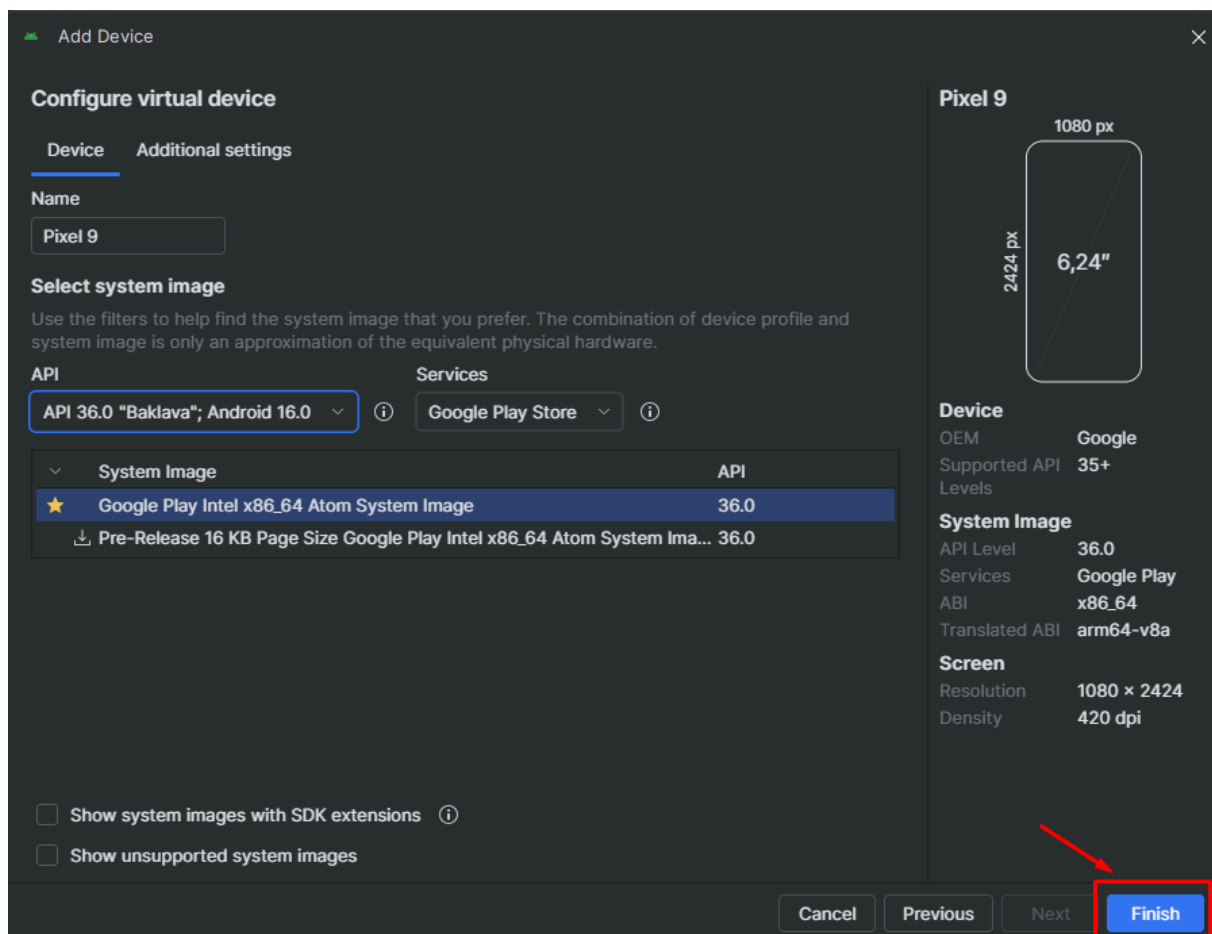 Add Device
Configure virtual device
Device
Additional settings
Name
Pixel 9
Select system image
Use the filters to help find the system image that you prefer. The combination of device profile and
system image is only an approximation of the equivalent physical hardware.
API
Services
API 36.0 "Baklava"; Android 16.0
Google Play Store
System Image
API
Google Play Intel x86_64 Atom System Image
36.0
Pre-Release 16 KB Page Size Google Play Intel x86_64 Atom System Ima... 36.0
Show system images with SDK extensions
Show unsupported system images
Pixel 9
1080 px
2424 px
6,24″
Device
OEM Google
Supported API 35+
Levels
System Image
API Level 36.0
Services Google Play
ABI x86_64
Translated ABI arm64-v8a
Screen
Resolution 1080 × 2424
Density 420 dpi
Cancel
Previous
Next
Finish